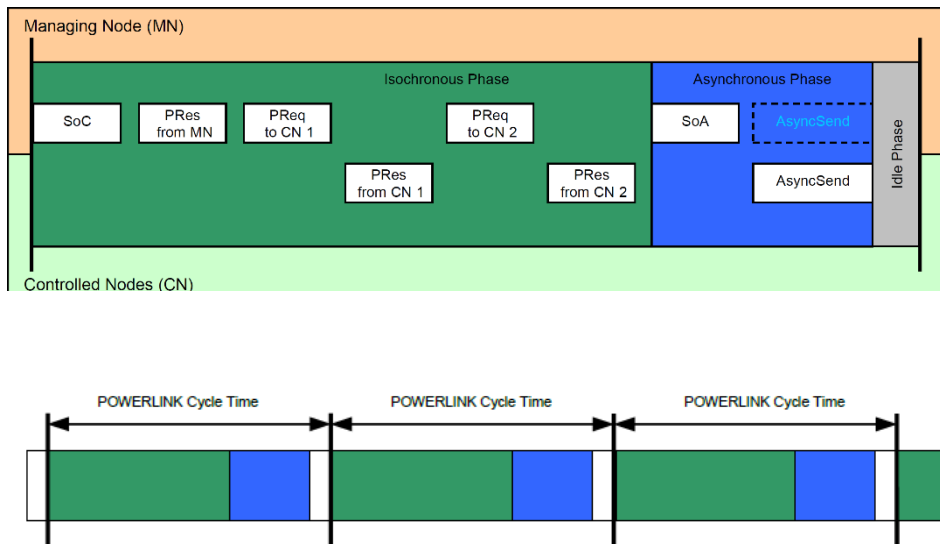 Managing Node (MN)
Isochronous Phase
Asynchronous Phase
SoC
PRes
from MN
PReq
to CN 1
PReq
to CN 2
SoA
AsyncSend
PRes
from CN 1
PRes
from CN 2
AsyncSend
Idle Phase
Controlled Nodes (CN)
POWERLINK Cycle Time
POWERLINK Cycle Time
POWERLINK Cycle Time